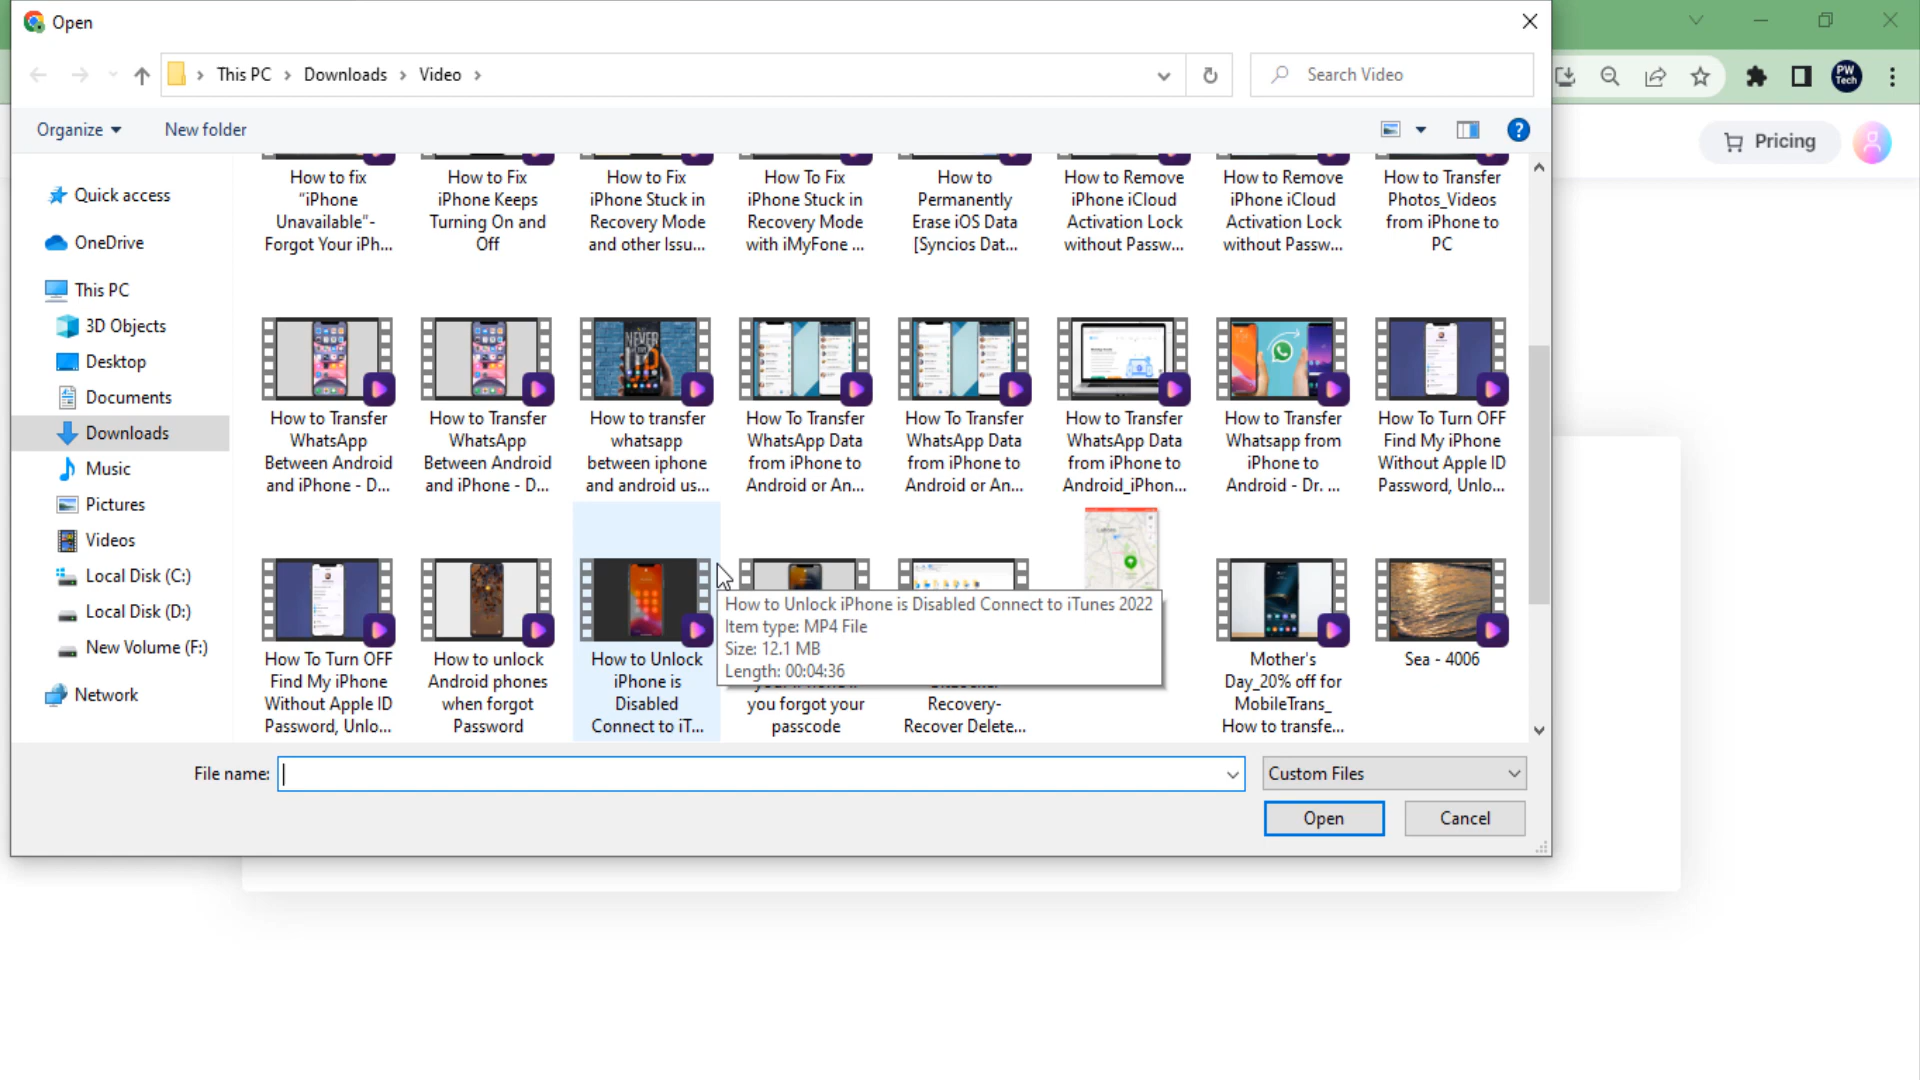 Open
This PC
Downloads
Video
Search Video
PW
Tech
Organize
New folder
Pricing
Quick access
OneDrive
This PC
3D Objects
Desktop
Documents
Downloads
Music
Pictures
Videos
Local Disk (C:)
Local Disk (D:)
New Volume (F:)
Network
How to fix
“iPhone
Unavailable”-
Forgot Your iPh...
How to Fix
iPhone Keeps
Turning On and
Off
How to Fix
iPhone Stuck in
Recovery Mode
and other Issu...
How To Fix
iPhone Stuck in
Recovery Mode
with iMyFone ...
How to
Permanently
Erase iOS Data
[Syncios Dat...
How to Remove
iPhone iCloud
Activation Lock
without Passw...
How to Remove
iPhone iCloud
Activation Lock
without Passw...
How to Transfer
Photos_Videos
from iPhone to
PC
How to Transfer
WhatsApp
Between Android
and iPhone - D...
How to Transfer
WhatsApp
Between Android
and iPhone - D...
How to transfer
whatsapp
between iphone
and android us...
How To Transfer
WhatsApp Data
from iPhone to
Android or An...
How To Transfer
WhatsApp Data
from iPhone to
Android or An...
How to Transfer
WhatsApp Data
from iPhone to
Android_iPhon...
How to Transfer
Whatsapp from
iPhone to
Android - Dr. ...
How To Turn OFF
Find My iPhone
Without Apple ID
Password, Unlo...
How To Turn OFF
Find My iPhone
Without Apple ID
Password, Unlo...
How to unlock
Android phones
when forgot
Password
How to Unlock
iPhone is
Disabled
Connect to iT...
you forgot your
passcode
Recovery-
Recover Delete...
Mother's
Day_20% off for
MobileTrans_
How to transfe...
Sea - 4006
How to Unlock iPhone is Disabled Connect to iTunes 2022
Item type: MP4 File
Size: 12.1 MB
Length: 00:04:36
File name:
Custom Files
Open
Cancel